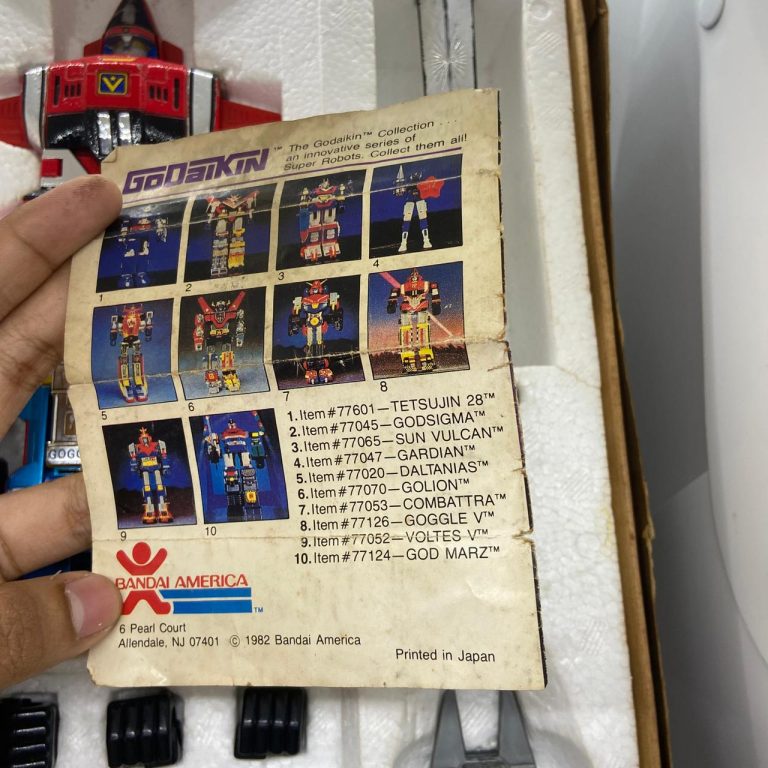 V
GODAIKIN™
The Godaikin™ Collection . . .
an innovative series of
Super Robots. Collect them all!
1
2
3
4
5
6
7
8
9
10
1. Item #77601—TETSUJIN 28™
2. Item #77045—GODSIGMA™
3. Item #77065—SUN VULCAN™
4. Item #77047—GARDIAN™
5. Item #77020—DALTANIAS™
6. Item #77070—GOLION™
7. Item #77053—COMBATTRA™
8. Item #77126—GOGGLE V™
9. Item #77052—VOLTES V™
10. Item #77124—GOD MARZ™
BANDAI AMERICA™
6 Pearl Court
Allendale, NJ 07401 © 1982 Bandai America
Printed in Japan